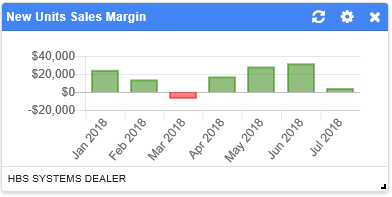 New Units Sales Margin
$40,000
$20,000
$0
-$20,000
Jan 2018
Feb 2018
Mar 2018
Apr 2018
May 2018
Jun 2018
Jul 2018
HBS SYSTEMS DEALER